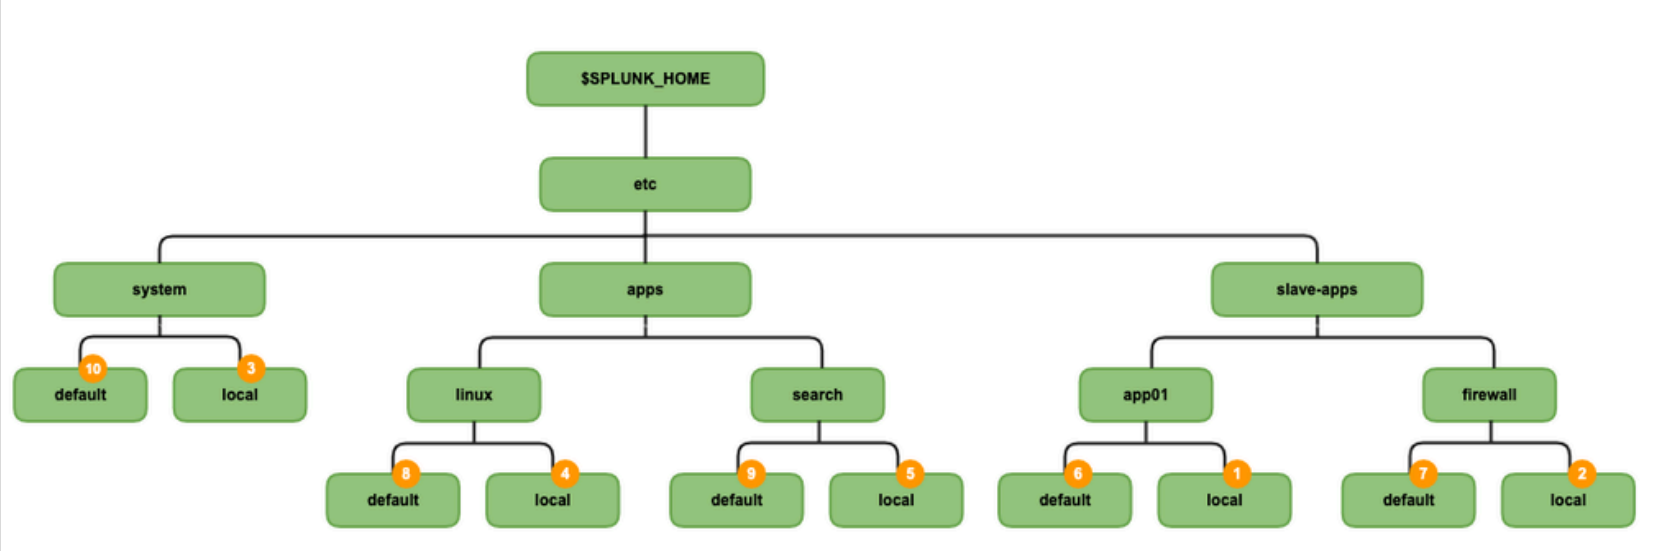 $SPLUNK_HOME
etc
system
apps
slave-apps
10
3
default
local
linux
search
app01
firewall
8
4
9
5
6
1
7
2
default
local
default
local
default
local
default
local